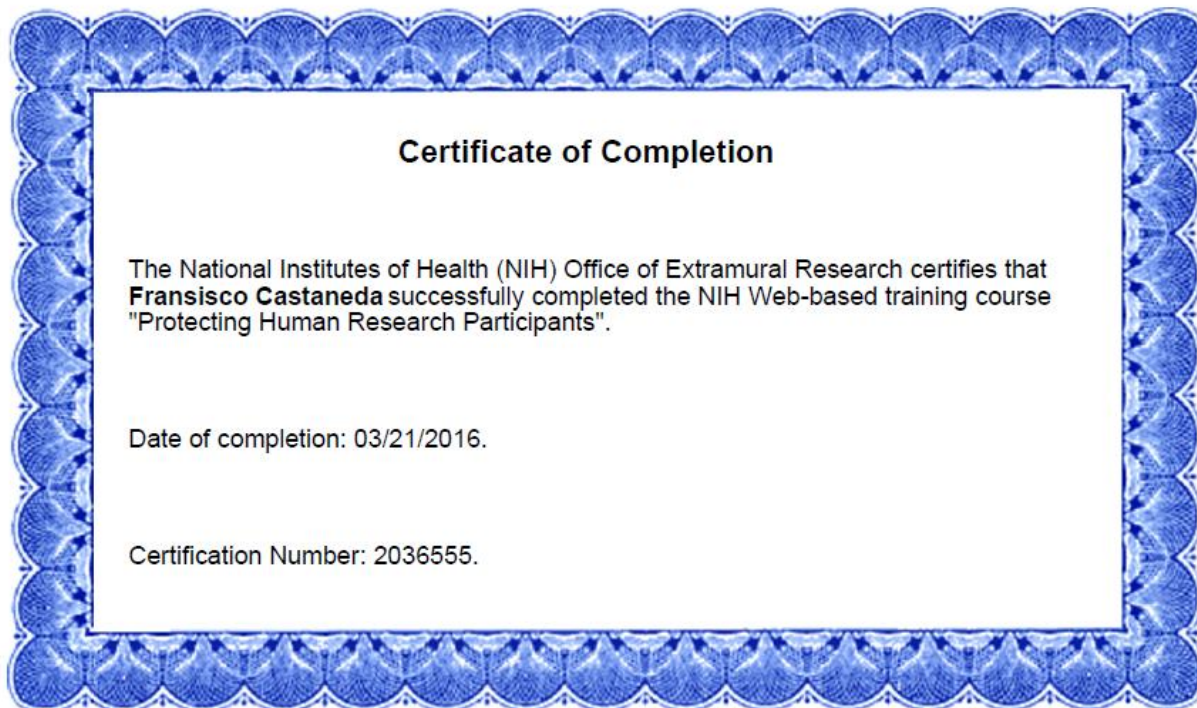 Certificate of Completion
The National Institutes of Health (NIH) Office of Extramural Research certifies that
Fransisco Castaneda successfully completed the NIH Web-based training course
"Protecting Human Research Participants".
Date of completion: 03/21/2016.
Certification Number: 2036555.